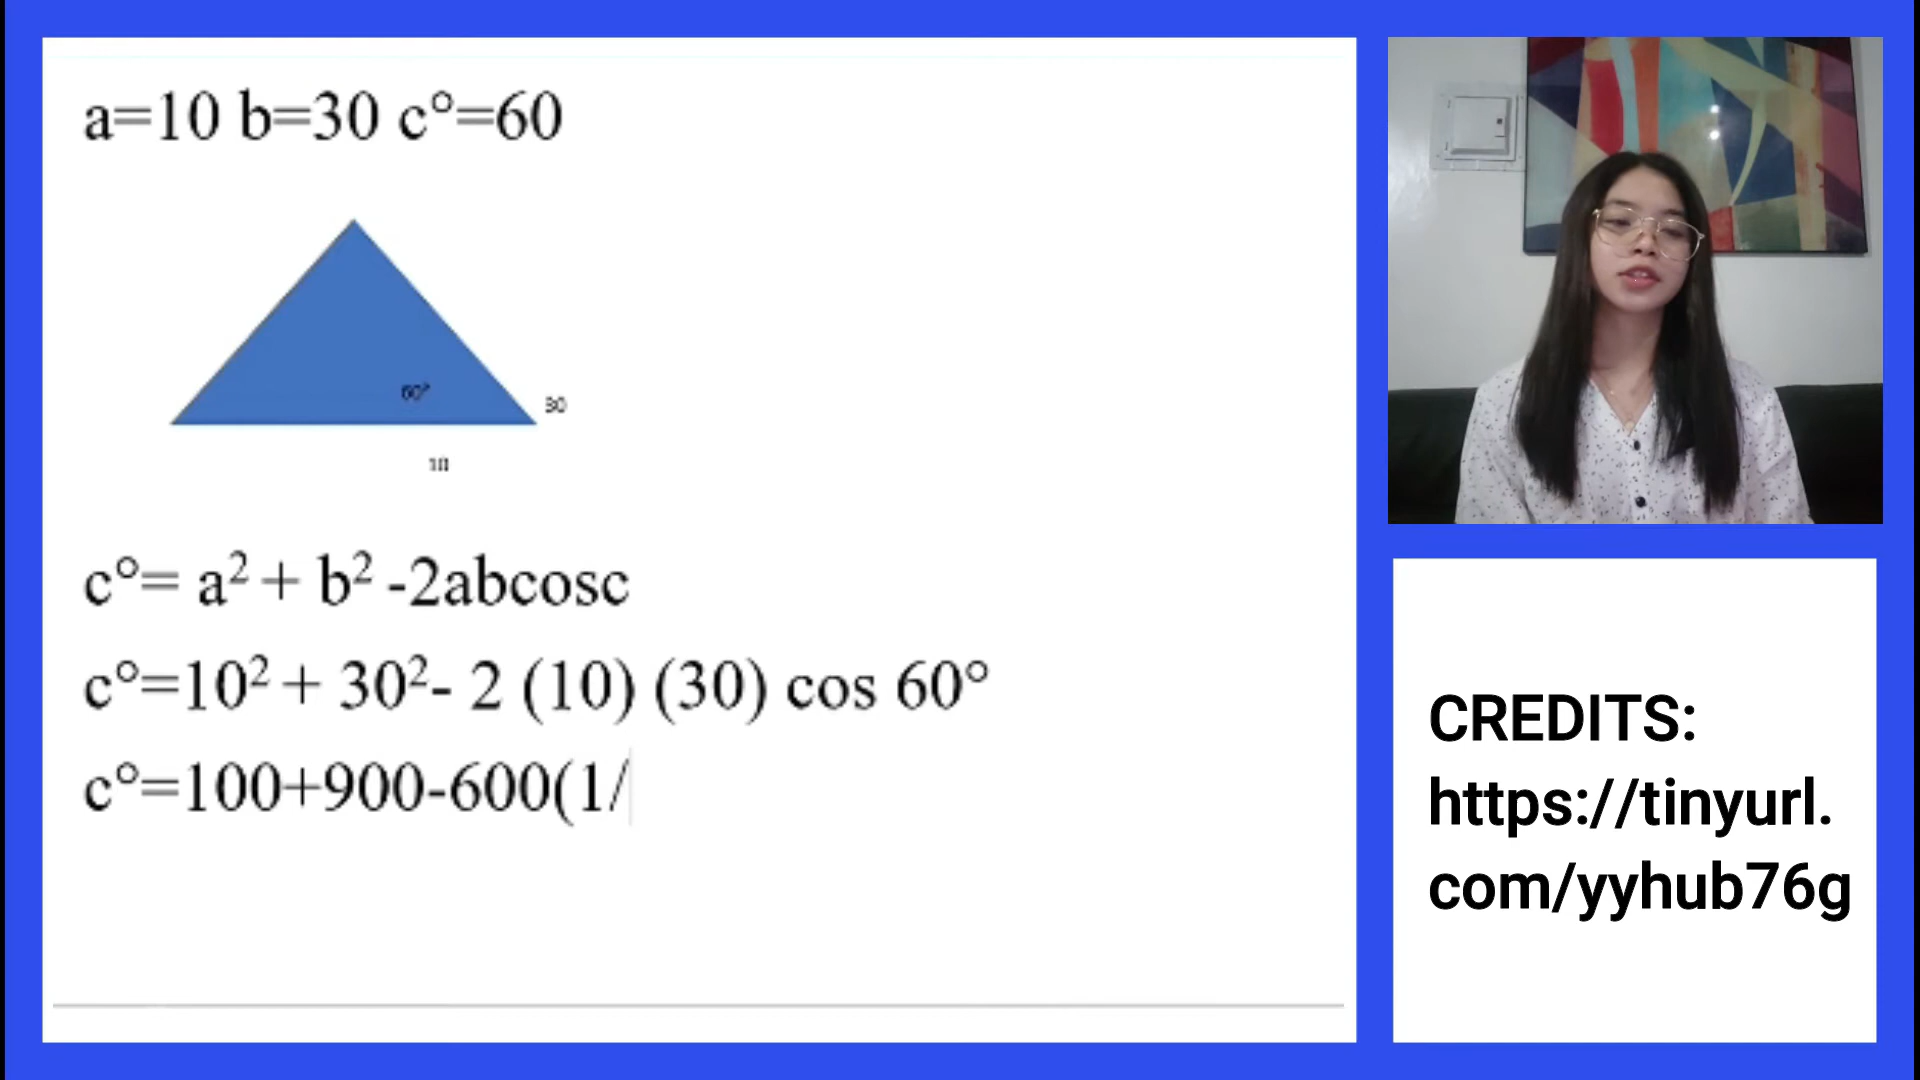 a=10 b=30 c°=60
60°
30
10
c°= a² + b² -2abcosc
c°=10² + 30²- 2 (10) (30) cos 60°
c°=100+900-600(1/
CREDITS:
https://tinyurl.
com/yyhub76g